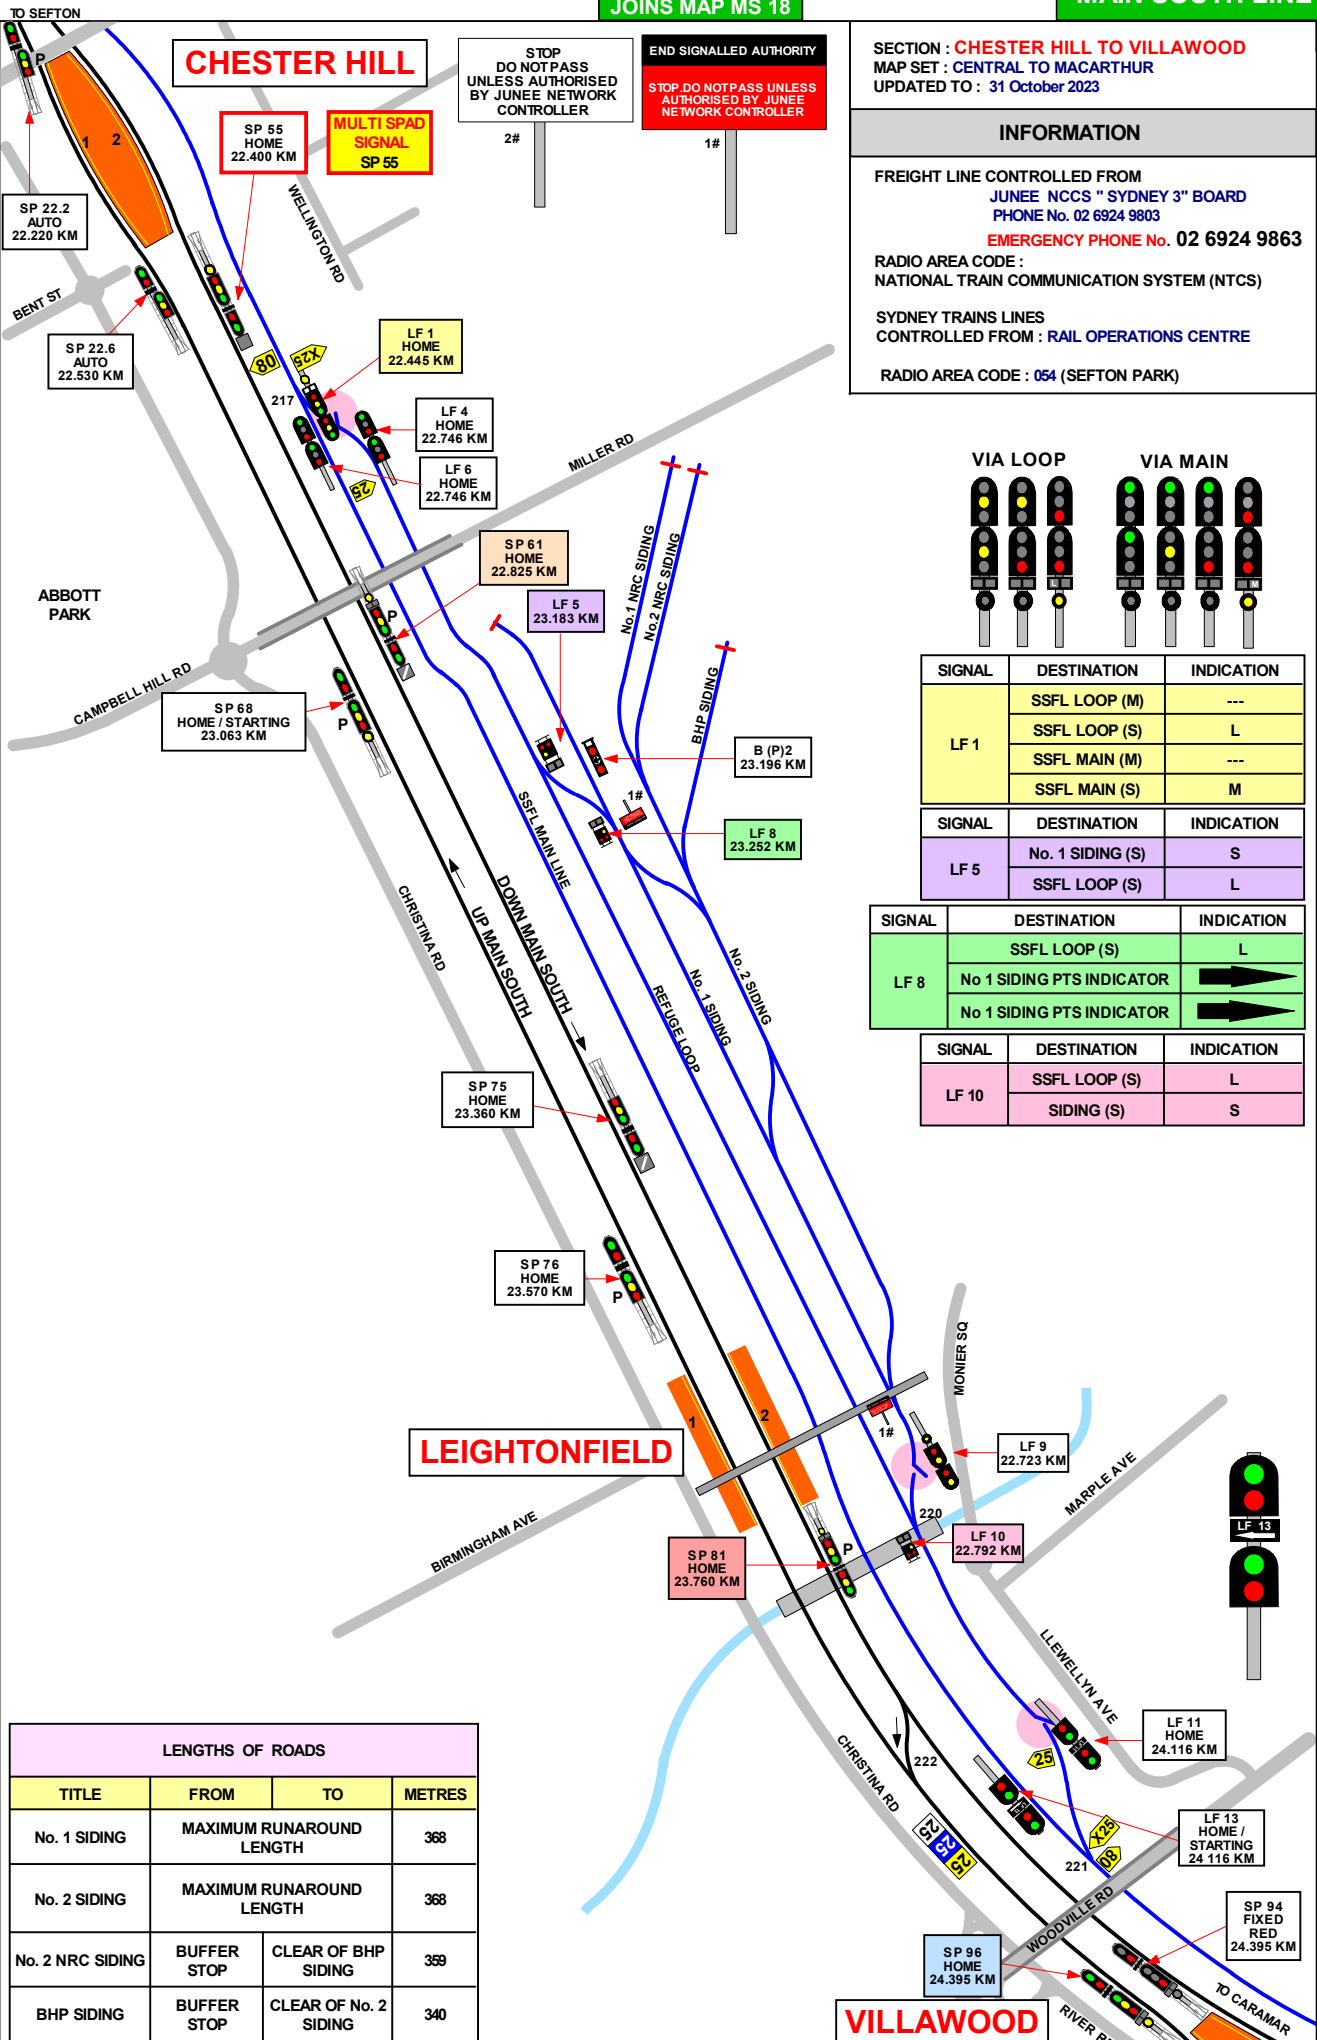 TO SEFTON
JOINS MAP MS 18
MAIN SOUTH LINE
CHESTER HILL
STOP
DO NOT PASS
UNLESS AUTHORISED
BY JUNEE NETWORK
CONTROLLER
2#
END SIGNALLED AUTHORITY
STOP.DO NOT PASS UNLESS
AUTHORISED BY JUNEE
NETWORK CONTROLLER
1#
SECTION : CHESTER HILL TO VILLAWOOD
MAP SET : CENTRAL TO MACARTHUR
UPDATED TO : 31 October 2023
INFORMATION
FREIGHT LINE CONTROLLED FROM
JUNEE NCCS " SYDNEY 3" BOARD
PHONE No. 02 6924 9803
EMERGENCY PHONE No. 02 6924 9863
RADIO AREA CODE :
NATIONAL TRAIN COMMUNICATION SYSTEM (NTCS)
SYDNEY TRAINS LINES
CONTROLLED FROM : RAIL OPERATIONS CENTRE
RADIO AREA CODE : 054 (SEFTON PARK)
P
1
2
SP 55
HOME
22.400 KM
MULTI SPAD
SIGNAL
SP 55
SP 22.2
AUTO
22.220 KM
WELLINGTON RD
BENT ST
SP 22.6
AUTO
22.530 KM
80
X25
LF 1
HOME
22.445 KM
217
LF 4
HOME
22.746 KM
LF 6
HOME
22.746 KM
25
MILLER RD
VIA LOOP
VIA MAIN
L
M
ABBOTT
PARK
SP 61
HOME
22.825 KM
P
LF 5
23.183 KM
No.1 NRC SIDING
No.2 NRC SIDING
BHP SIDING
CAMPBELL HILL RD
SP 68
HOME / STARTING
23.063 KM
P
B (P)2
23.196 KM
1#
LF 8
23.252 KM
SIGNAL DESTINATION INDICATION
LF 1
SSFL LOOP (M) ---
SSFL LOOP (S) L
SSFL MAIN (M) ---
SSFL MAIN (S) M
SIGNAL DESTINATION INDICATION
LF 5
No. 1 SIDING (S) S
SSFL LOOP (S) L
SIGNAL DESTINATION INDICATION
LF 8
SSFL LOOP (S) L
No 1 SIDING PTS INDICATOR
No 1 SIDING PTS INDICATOR
SIGNAL DESTINATION INDICATION
LF 10
SSFL LOOP (S) L
SIDING (S) S
SSFL MAIN LINE
CHRISTINA RD
UP MAIN SOUTH
DOWN MAIN SOUTH
REFUGE LOOP
No. 1 SIDING
No. 2 SIDING
SP 75
HOME
23.360 KM
SP 76
HOME
23.570 KM
P
1
2
LEIGHTONFIELD
MONIER SQ
1#
LF 9
22.723 KM
MARPLE AVE
BIRMINGHAM AVE
220
LF 10
22.792 KM
SP 81
HOME
23.760 KM
P
LF 13
LLEWELLYN AVE
LF 11
HOME
24.116 KM
25
222
CHRISTINA RD
25
25
25
LF 13
HOME /
STARTING
24 116 KM
X25
80
221
WOODVILLE RD
SP 94
FIXED
RED
24.395 KM
SP 96
HOME
24.395 KM
TO CARAMAR
VILLAWOOD
LENGTHS OF ROADS
TITLE FROM TO METRES
No. 1 SIDING MAXIMUM RUNAROUND LENGTH 368
No. 2 SIDING MAXIMUM RUNAROUND LENGTH 368
No. 2 NRC SIDING BUFFER STOP CLEAR OF BHP SIDING 359
BHP SIDING BUFFER STOP CLEAR OF No. 2 SIDING 340
RIVER